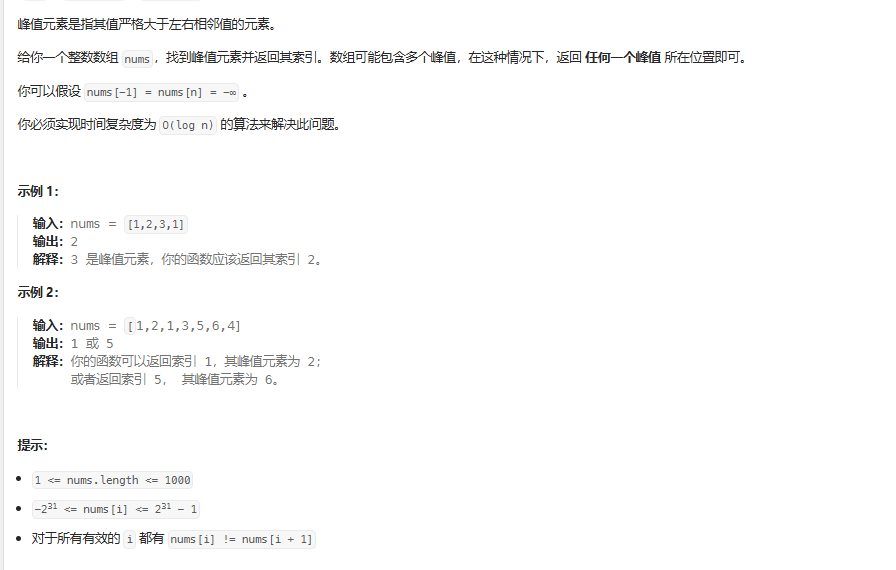 峰值元素是指其值严格大于左右相邻值的元素。
给你一个整数数组 nums，找到峰值元素并返回其索引。数组可能包含多个峰值，在这种情况下，返回 任何一个峰值 所在位置即可。
你可以假设 nums[-1] = nums[n] = -∞ 。
你必须实现时间复杂度为 O(log n) 的算法来解决此问题。
示例 1：
输入：nums = [1,2,3,1]
输出：2
解释：3 是峰值元素，你的函数应该返回其索引 2。
示例 2：
输入：nums = [1,2,1,3,5,6,4]
输出：1 或 5
解释：你的函数可以返回索引 1，其峰值元素为 2；
或者返回索引 5， 其峰值元素为 6。
提示：
1 <= nums.length <= 1000
-2³¹ <= nums[i] <= 2³¹ - 1
对于所有有效的 i 都有 nums[i] != nums[i + 1]